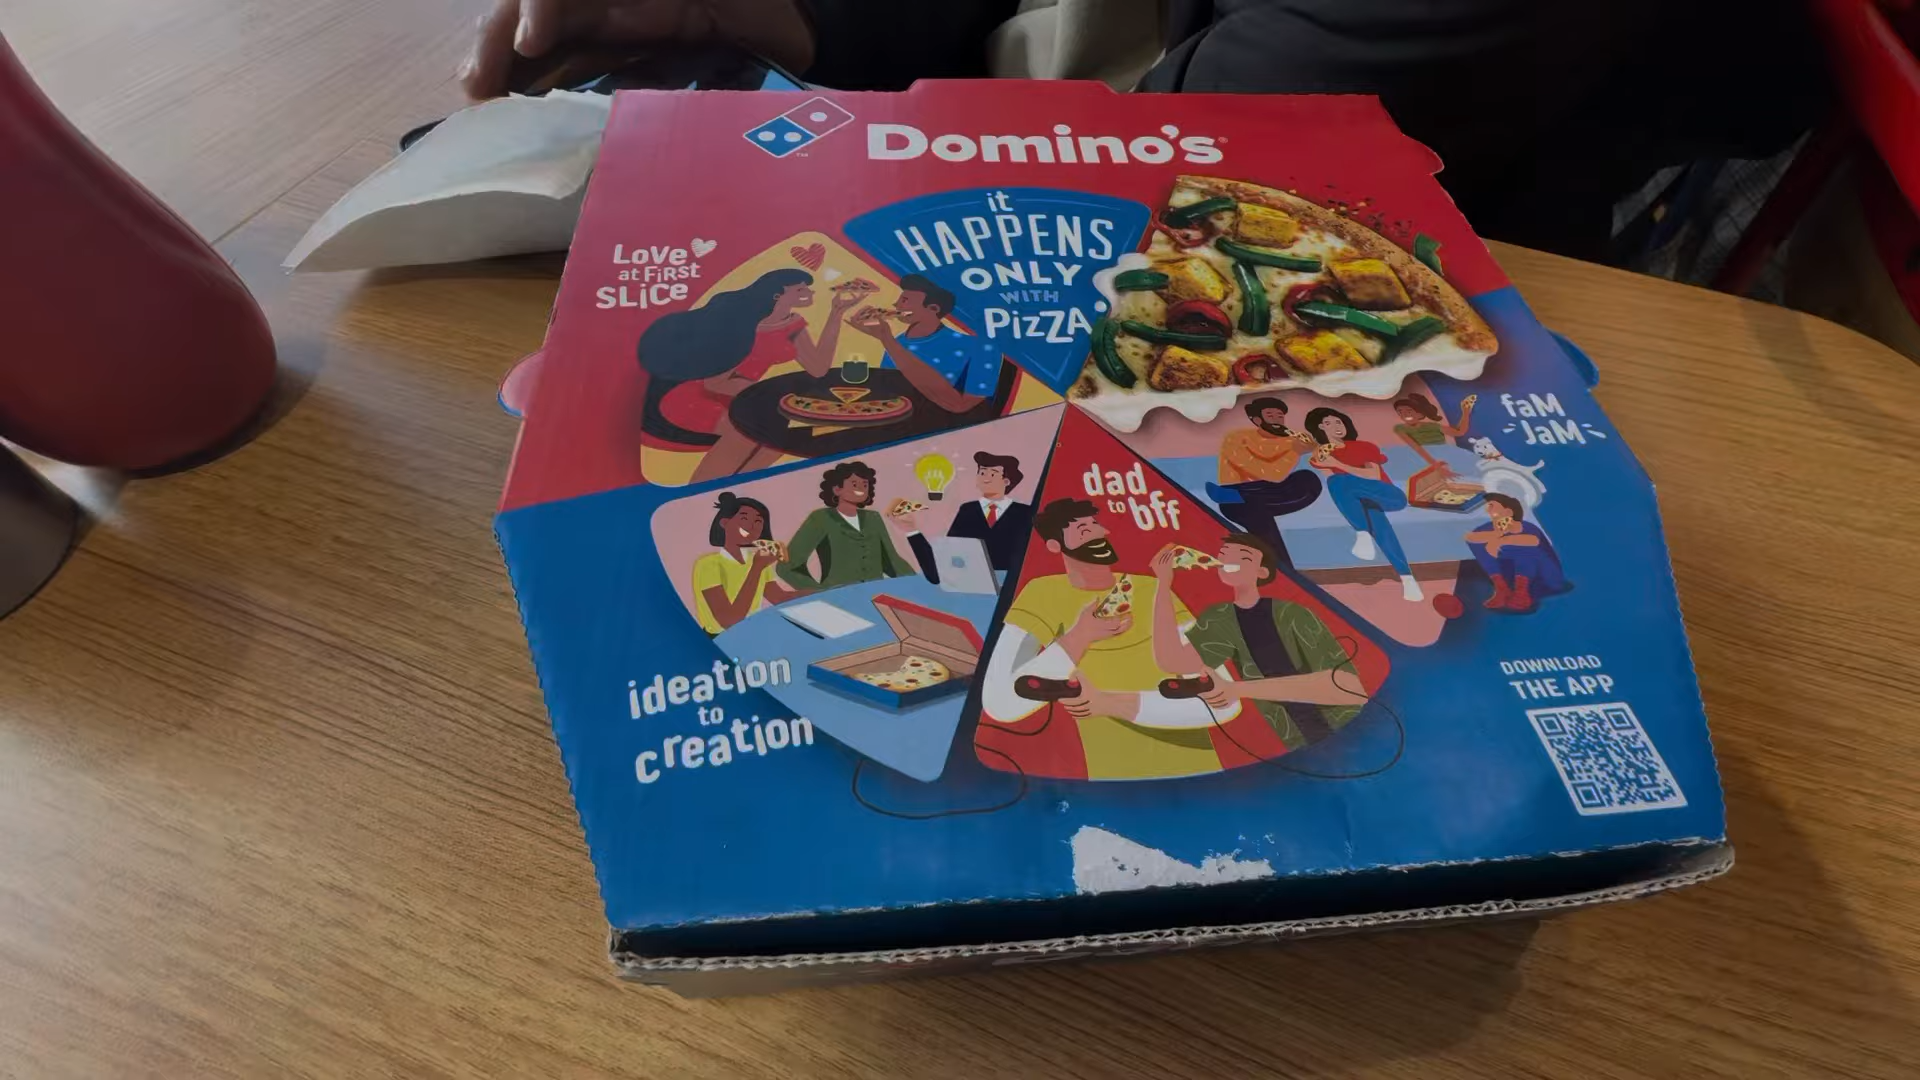 Domino's
it
HAPPENS
ONLY
WITH
PizZA
Love
at FiRST
SLiCe
faM
JaM
dad
to bff
ideation
to
creation
DOWNLOAD
THE APP